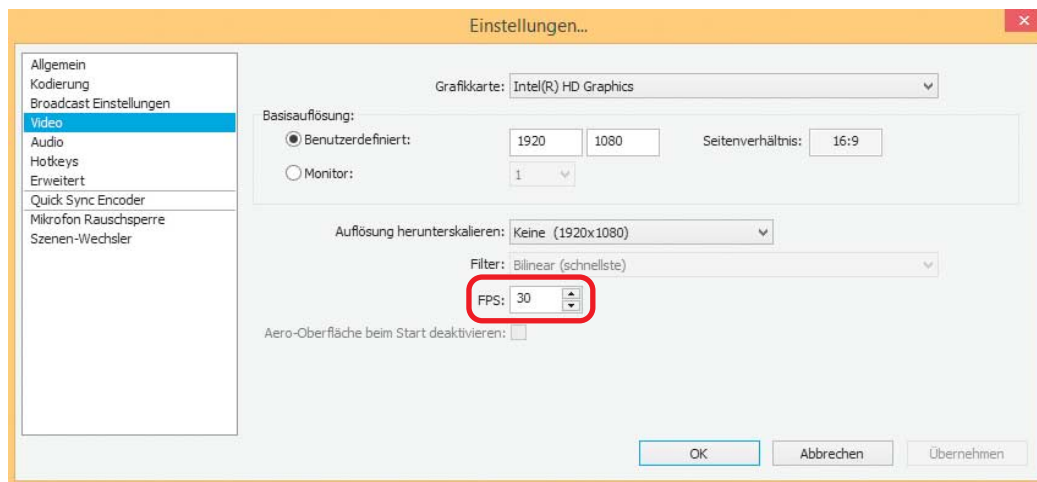 Einstellungen...
Allgemein
Kodierung
Broadcast Einstellungen
Video
Audio
Hotkeys
Erweitert
Quick Sync Encoder
Mikrofon Rauschsperre
Szenen-Wechsler
Grafikkarte: Intel(R) HD Graphics
Basisauflösung:
Benutzerdefiniert: 1920 1080 Seitenverhältnis: 16:9
Monitor: 1
Auflösung herunterskalieren: Keine (1920x1080)
Filter: Bilinear (schnellste)
FPS: 30
Aero-Oberfläche beim Start deaktivieren:
OK Abbrechen Übernehmen